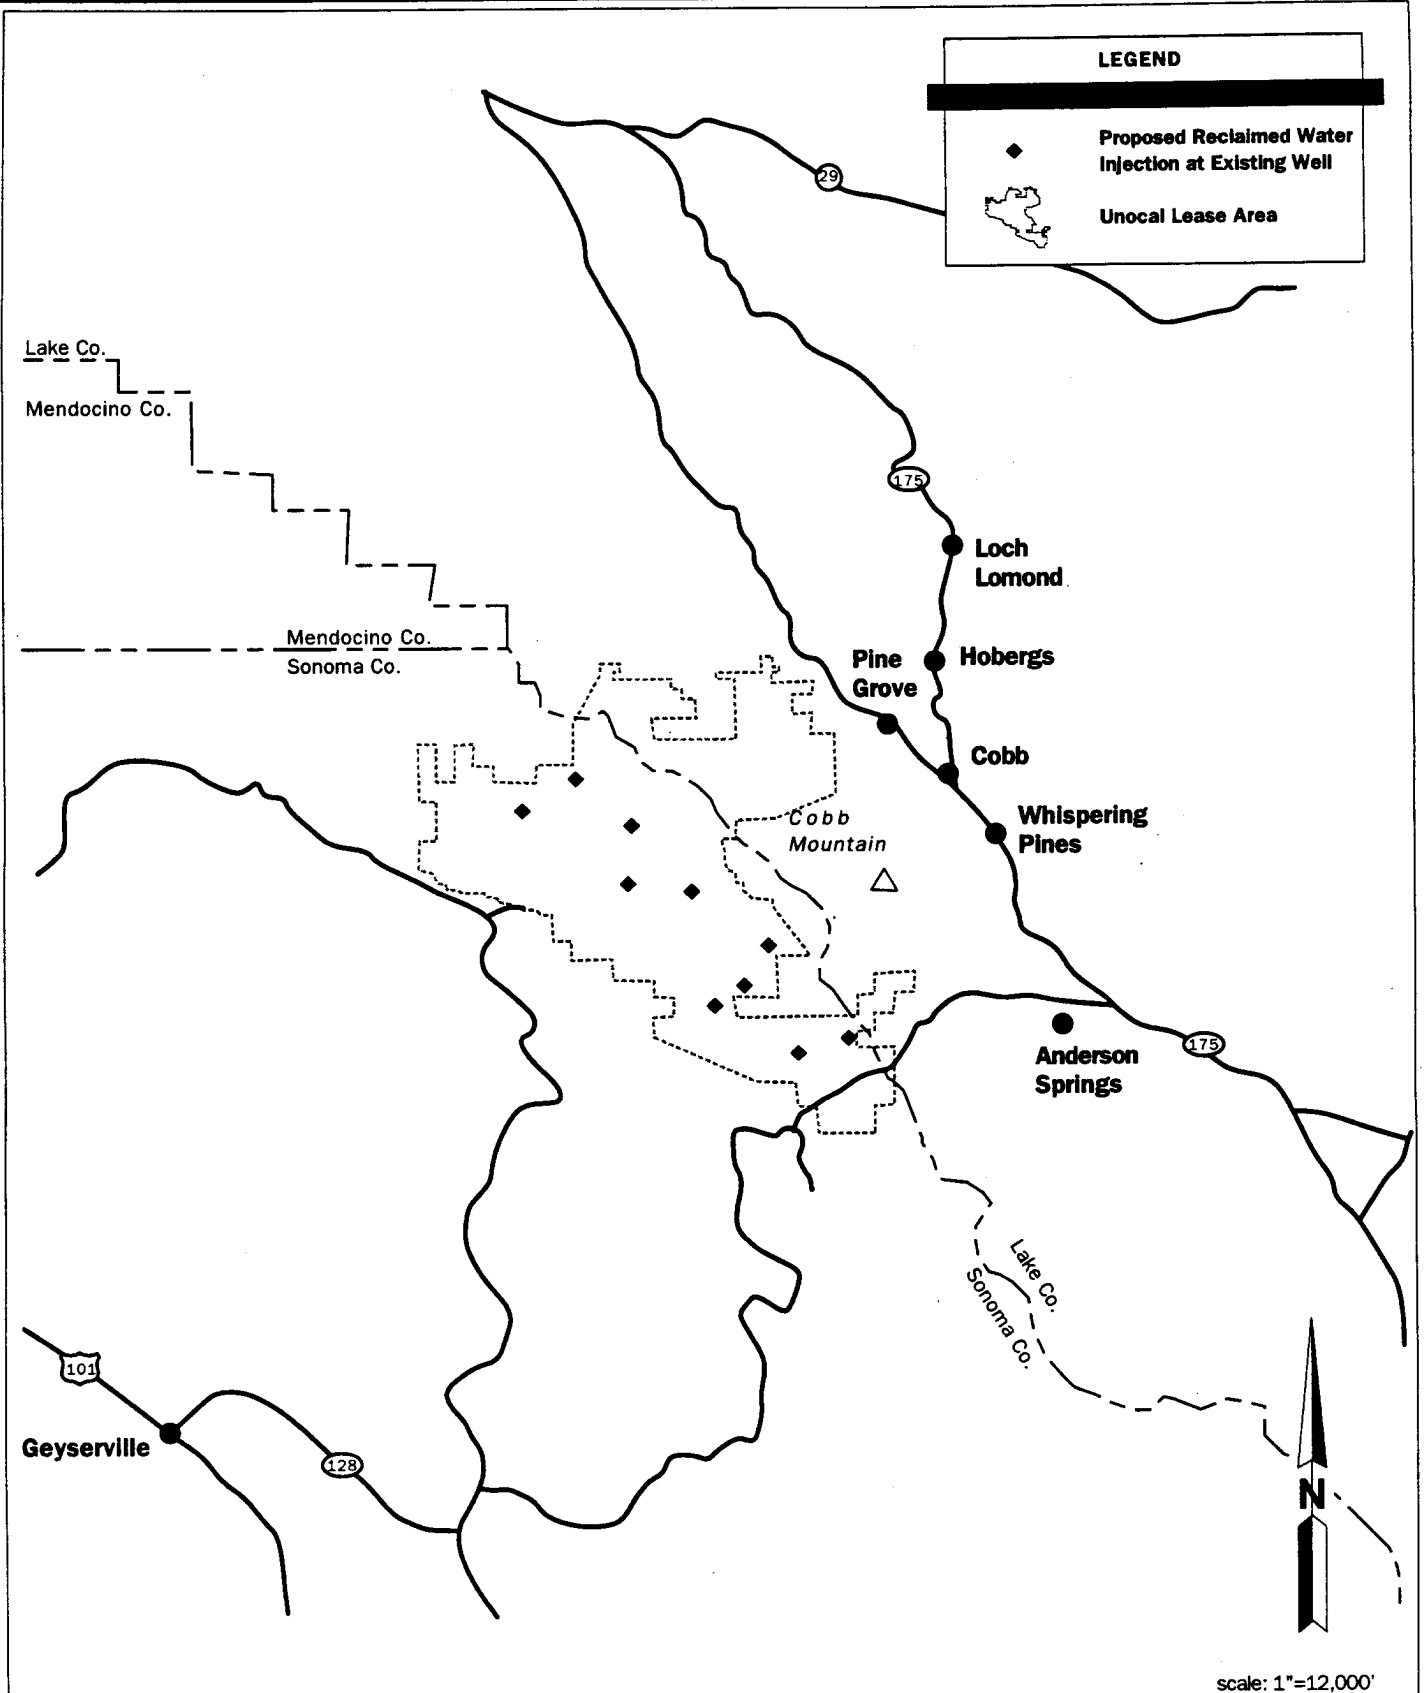 LEGEND
Proposed Reclaimed Water
Injection at Existing Well
Unocal Lease Area
29
Lake Co.
Mendocino Co.
175
Loch
Lomond
Mendocino Co.
Sonoma Co.
Pine
Grove
Hobergs
Cobb
Cobb
Mountain
Whispering
Pines
Anderson
Springs
175
Lake Co.
Sonoma Co.
101
Geyserville
128
N
scale: 1"=12,000'